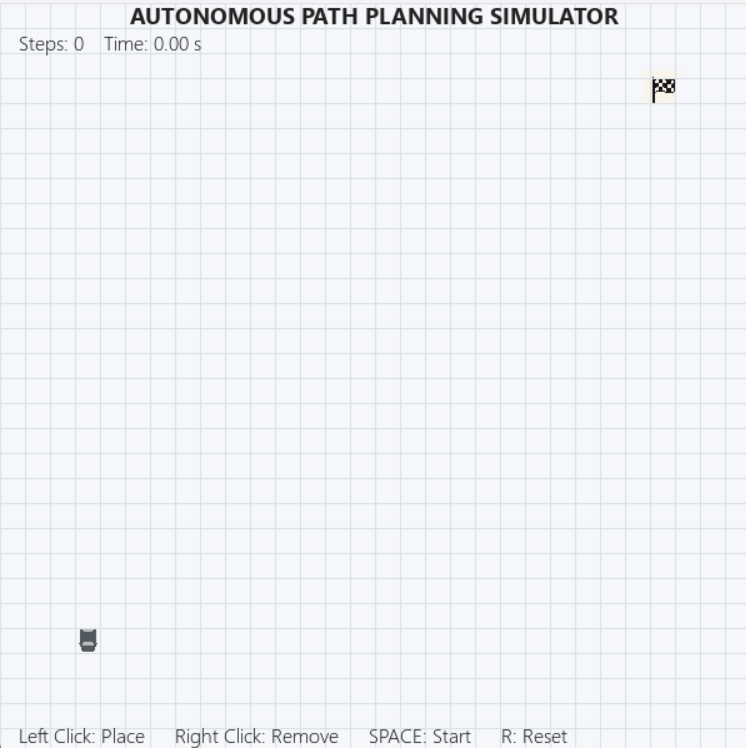 AUTONOMOUS PATH PLANNING SIMULATOR
Steps: 0 Time: 0.00 s
Left Click: Place Right Click: Remove SPACE: Start R: Reset